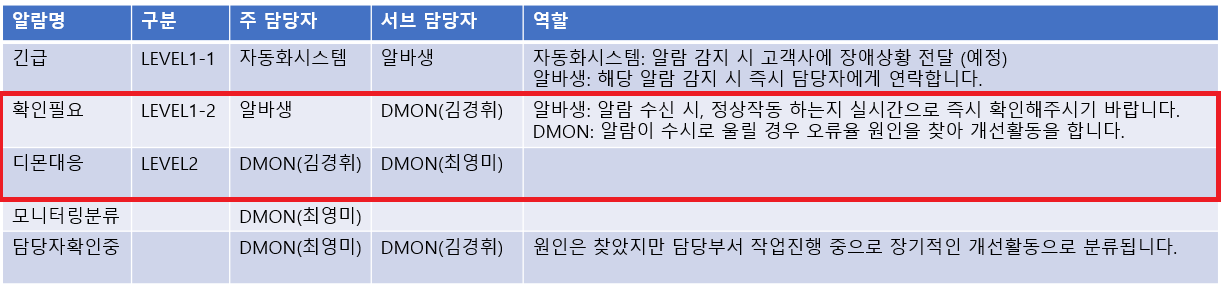 알람명 구분 주 담당자 서브 담당자 역할
긴급 LEVEL1-1 자동화시스템 알바생 자동화시스템: 알람 감지 시 고객사에 장애상황 전달 (예정)
알바생: 해당 알람 감지 시 즉시 담당자에게 연락합니다.
확인필요 LEVEL1-2 알바생 DMON(김경휘) 알바생: 알람 수신 시, 정상작동 하는지 실시간으로 즉시 확인해주시기 바랍니다.
DMON: 알람이 수시로 울릴 경우 오류율 원인을 찾아 개선활동을 합니다.
디몬대응 LEVEL2 DMON(김경휘) DMON(최영미)
모니터링분류 DMON(최영미)
담당자확인중 DMON(최영미) DMON(김경휘) 원인은 찾았지만 담당부서 작업진행 중으로 장기적인 개선활동으로 분류됩니다.